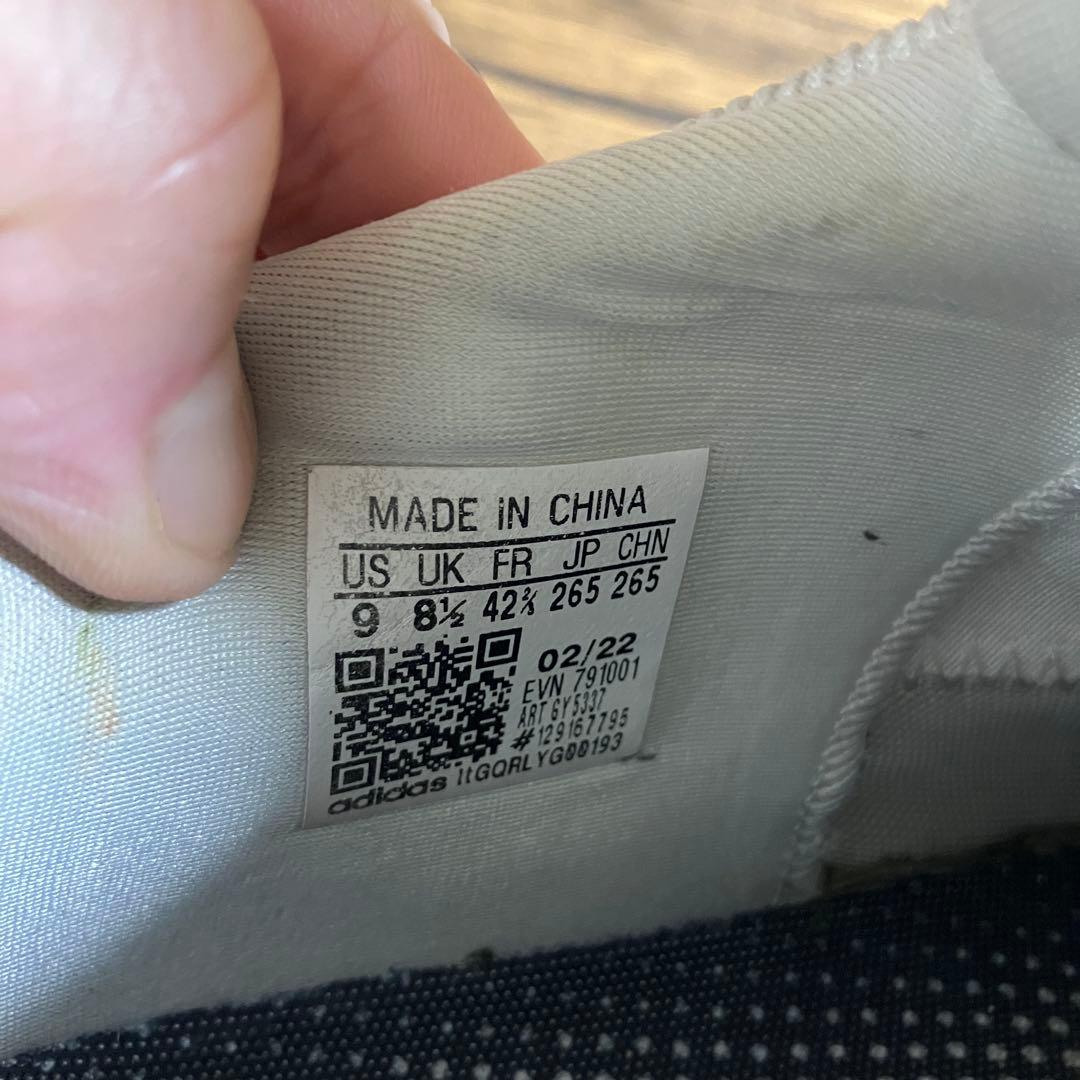 MADE IN CHINA
US UK FR JP CHN
9 8½ 42⅔ 265 265
02/22
EVN 791001
ART GY5337
#129167795
adidas 1tGQRLYG00193